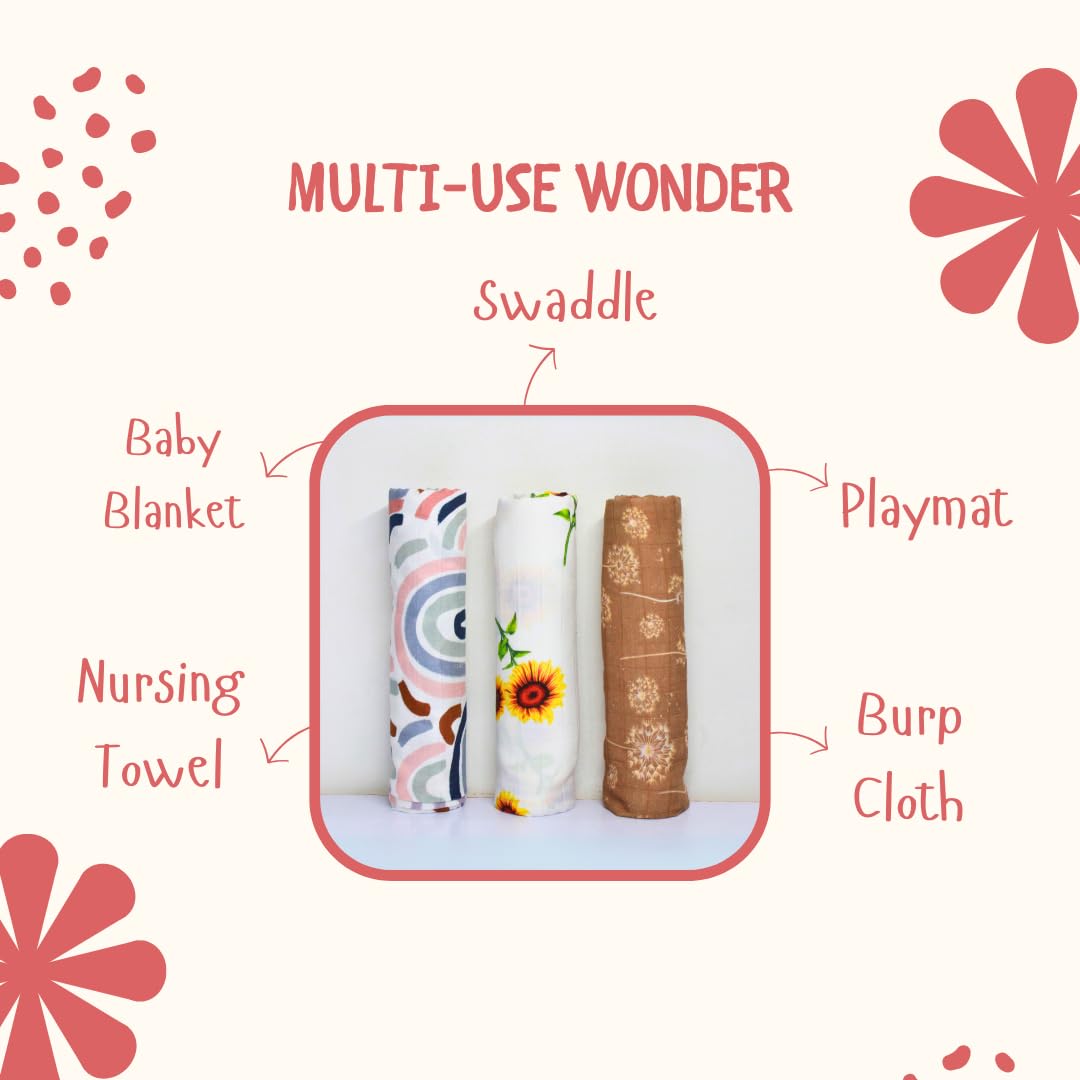 MULTI-USE WONDER
Swaddle
Baby
Blanket
Playmat
Nursing
Towel
Burp
Cloth